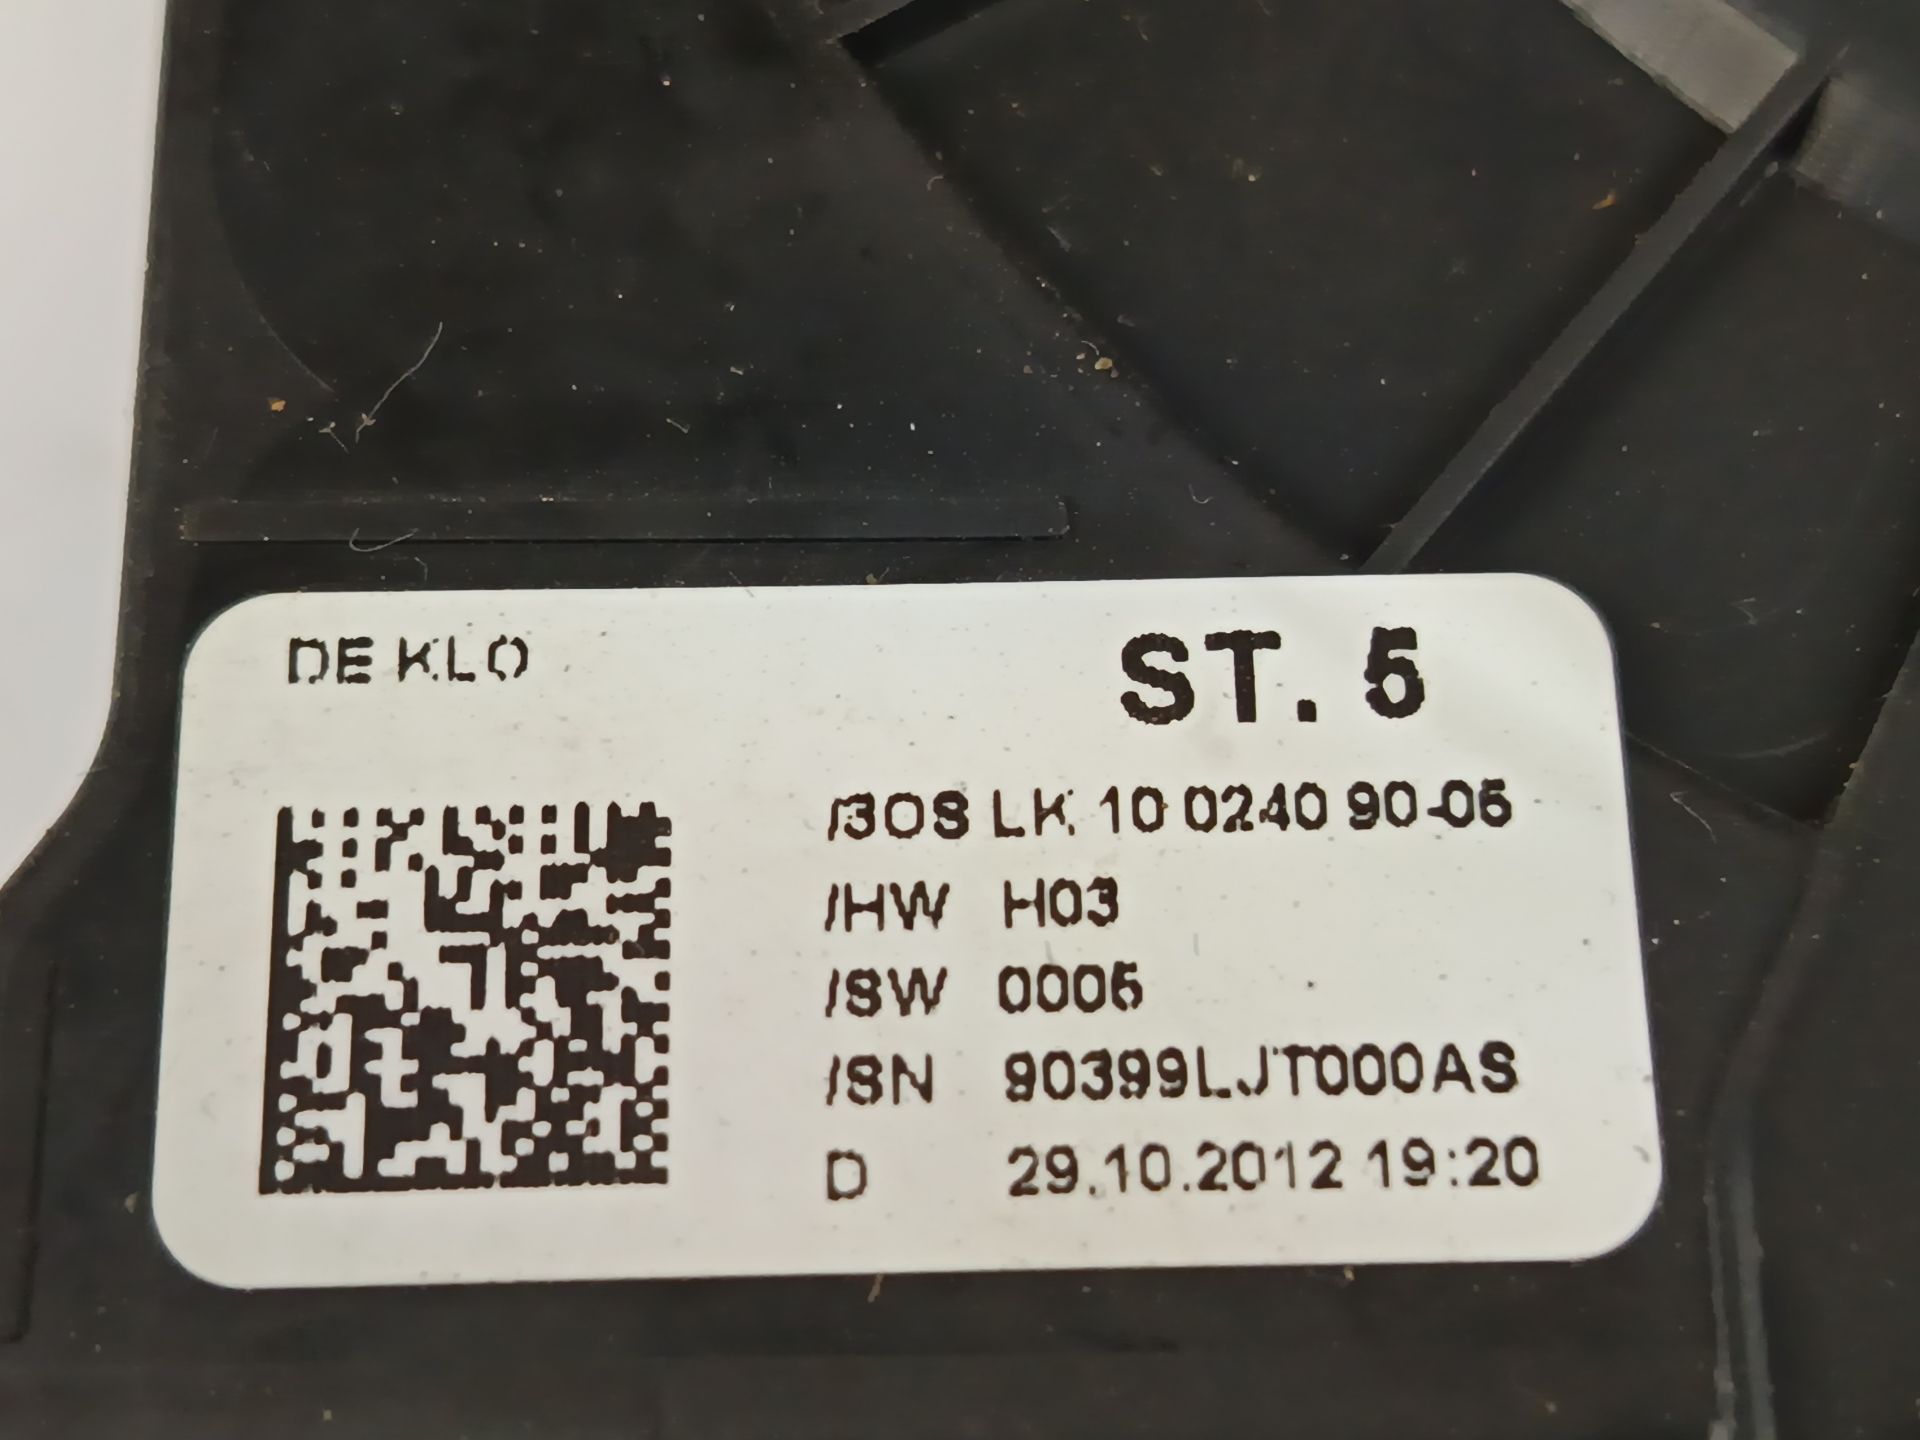 DE KLO
ST. 5
/BOS LK 10 0240 90-05
/HW H03
/SW 0005
/SN 90399LJT000AS
D 29.10.2012 19:20